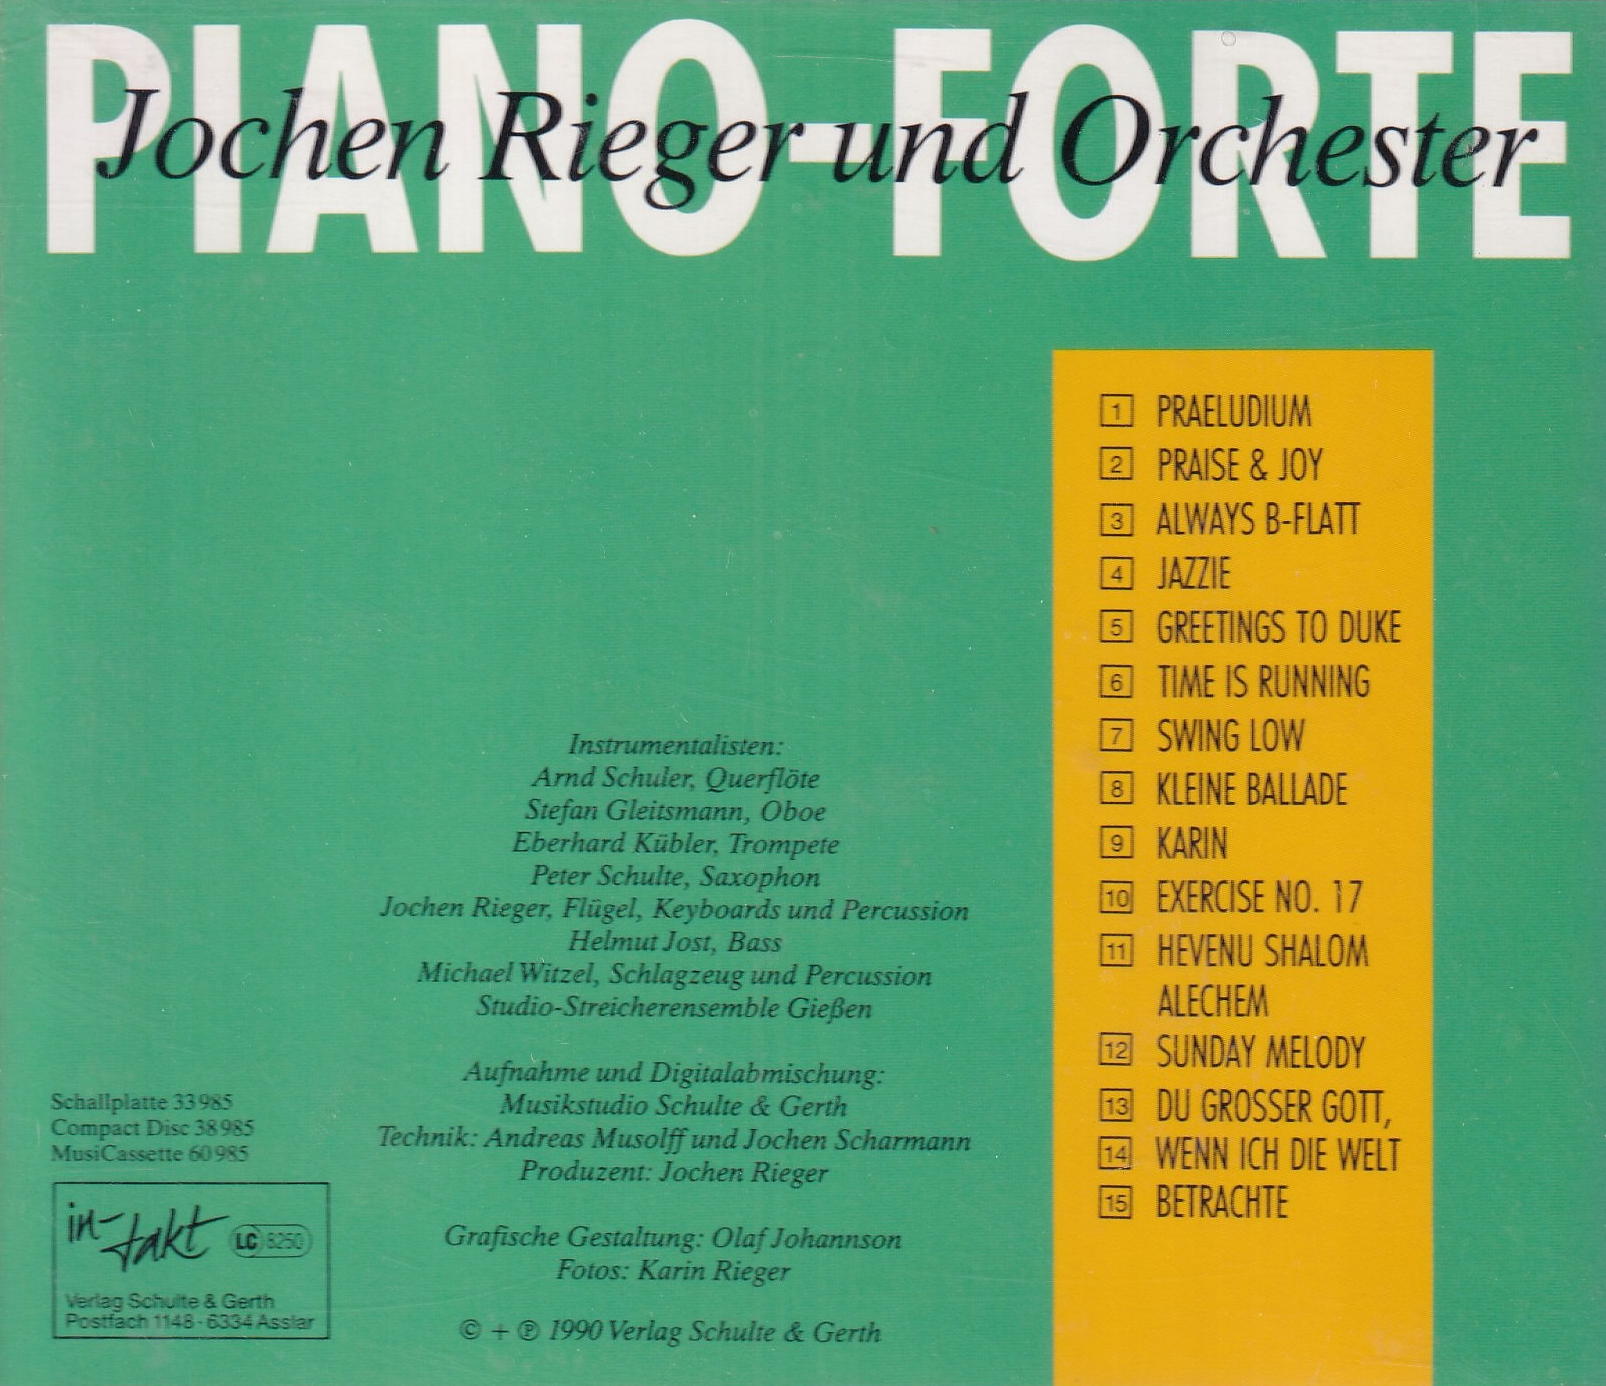 PIANO-FORTE
Jochen Rieger und Orchester
1 PRAELUDIUM
2 PRAISE & JOY
3 ALWAYS B-FLATT
4 JAZZIE
5 GREETINGS TO DUKE
6 TIME IS RUNNING
7 SWING LOW
8 KLEINE BALLADE
9 KARIN
10 EXERCISE NO. 17
11 HEVENU SHALOM
ALECHEM
12 SUNDAY MELODY
13 DU GROSSER GOTT,
14 WENN ICH DIE WELT
15 BETRACHTE
Instrumentalisten:
Arnd Schuler, Querflöte
Stefan Gleitsmann, Oboe
Eberhard Kübler, Trompete
Peter Schulte, Saxophon
Jochen Rieger, Flügel, Keyboards und Percussion
Helmut Jost, Bass
Michael Witzel, Schlagzeug und Percussion
Studio-Streicherensemble Gießen
Aufnahme und Digitalabmischung:
Musikstudio Schulte & Gerth
Technik: Andreas Musolff und Jochen Scharmann
Produzent: Jochen Rieger
Grafische Gestaltung: Olaf Johannson
Fotos: Karin Rieger
© + ℗ 1990 Verlag Schulte & Gerth
Schallplatte 33 985
Compact Disc 38 985
MusiCassette 60 985
in-takt LC 8250
Verlag Schulte & Gerth
Postfach 1148 · 6334 Asslar